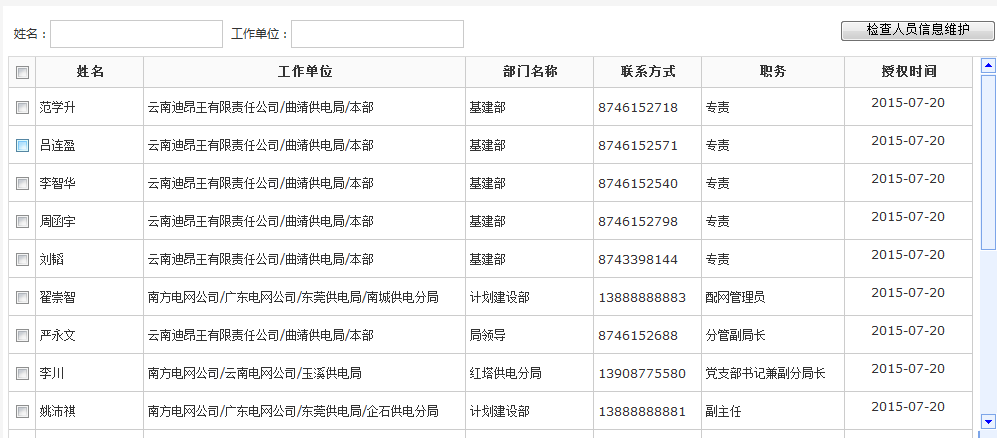 姓名： 工作单位： 检查人员信息维护
姓名 工作单位 部门名称 联系方式 职务 授权时间
范学升 云南迪昂王有限责任公司/曲靖供电局/本部 基建部 8746152718 专责 2015-07-20
吕连盈 云南迪昂王有限责任公司/曲靖供电局/本部 基建部 8746152571 专责 2015-07-20
李智华 云南迪昂王有限责任公司/曲靖供电局/本部 基建部 8746152540 专责 2015-07-20
周函宇 云南迪昂王有限责任公司/曲靖供电局/本部 基建部 8746152798 专责 2015-07-20
刘韬 云南迪昂王有限责任公司/曲靖供电局/本部 基建部 8743398144 专责 2015-07-20
翟崇智 南方电网公司/广东电网公司/东莞供电局/南城供电分局 计划建设部 13888888883 配网管理员 2015-07-20
严永文 云南迪昂王有限责任公司/曲靖供电局/本部 局领导 8746152688 分管副局长 2015-07-20
李川 南方电网公司/云南电网公司/玉溪供电局 红塔供电分局 13908775580 党支部书记兼副分局长 2015-07-20
姚沛祺 南方电网公司/广东电网公司/东莞供电局/企石供电分局 计划建设部 13888888881 副主任 2015-07-20